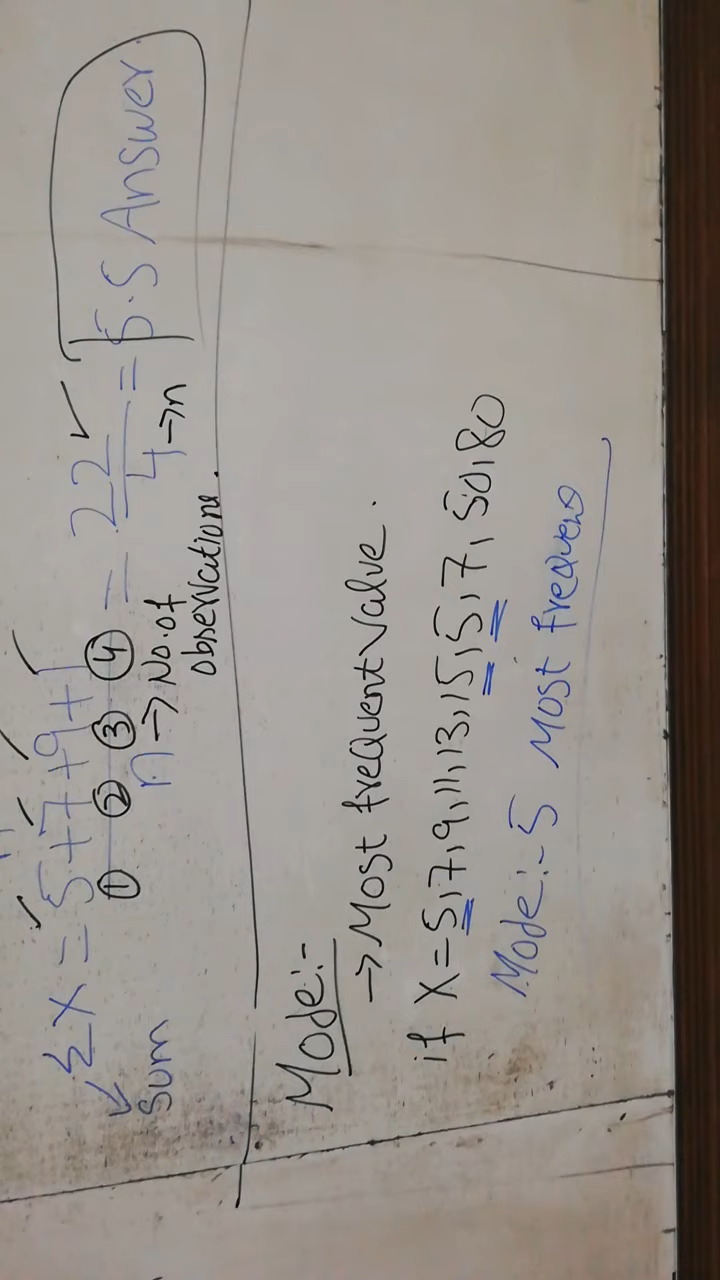 Σx = 5+7+9+1 = 22/4 = 5.5 Answer
① ② ③ ④ → n
Sum n → No. of
observations.
Mode:-
→ Most frequent value.
if X = 5,7,9,11,13,15,5,7,50,80
Mode:- 5 Most frequent